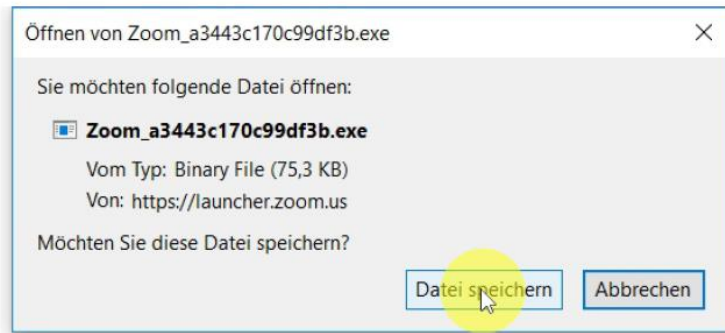 Öffnen von Zoom_a3443c170c99df3b.exe
Sie möchten folgende Datei öffnen:
Zoom_a3443c170c99df3b.exe
Vom Typ: Binary File (75,3 KB)
Von: https://launcher.zoom.us
Möchten Sie diese Datei speichern?
Datei speichern Abbrechen